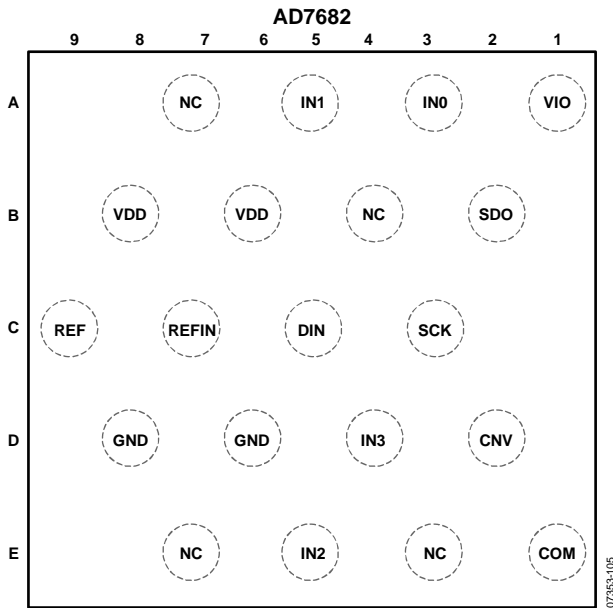 AD7682
9 8 7 6 5 4 3 2 1
A NC IN1 IN0 VIO
B VDD VDD NC SDO
C REF REFIN DIN SCK
D GND GND IN3 CNV
E NC IN2 NC COM
07353-105